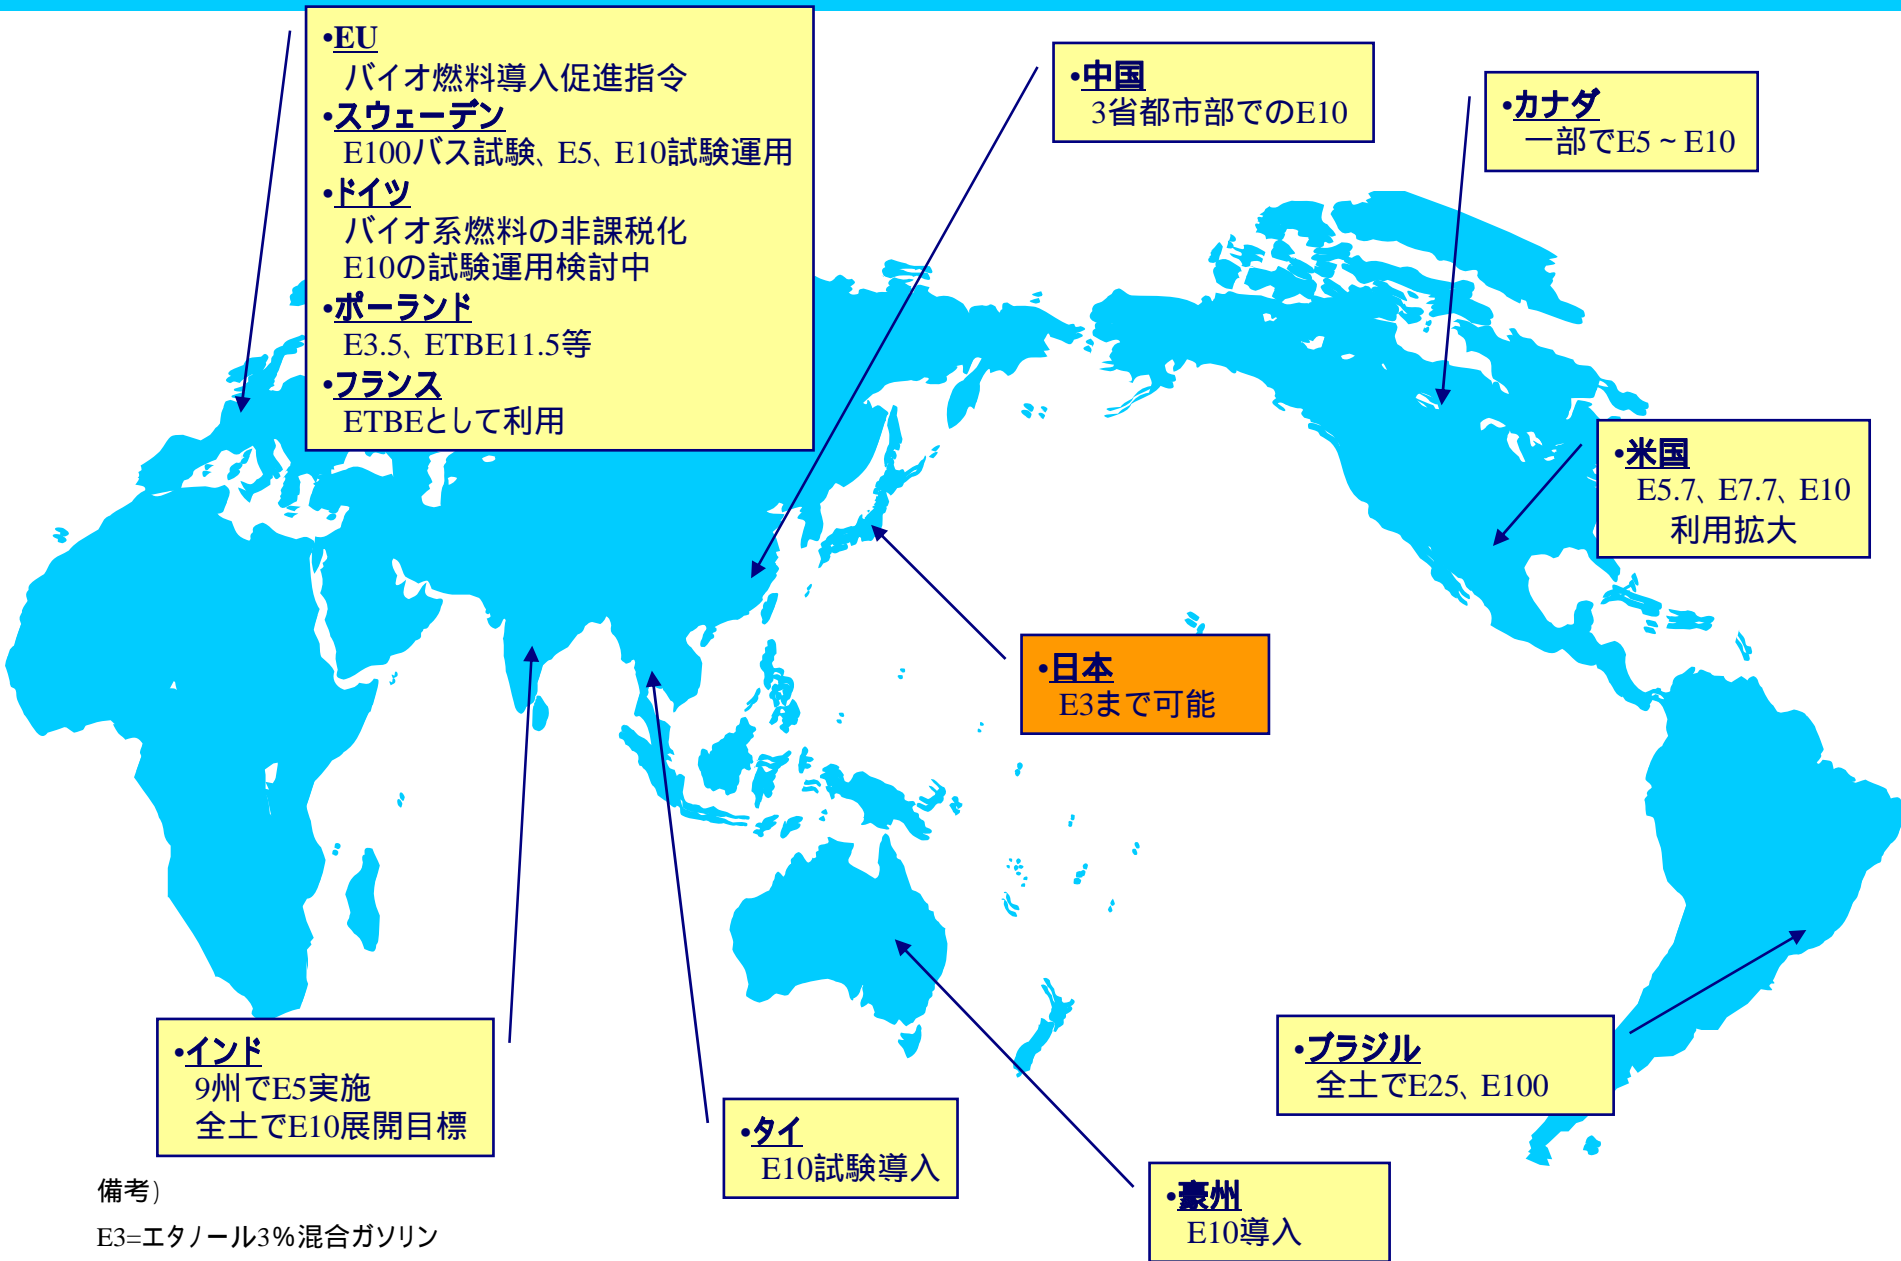 •EU
バイオ燃料導入促進指令
•スウェーデン
E100バス試験、E5、E10試験運用
•ドイツ
バイオ系燃料の非課税化
E10の試験運用検討中
•ポーランド
E3.5、ETBE11.5等
•フランス
ETBEとして利用
•中国
3省都市部でのE10
•カナダ
一部でE5～E10
•米国
E5.7、E7.7、E10
利用拡大
•日本
E3まで可能
•インド
9州でE5実施
全土でE10展開目標
•タイ
E10試験導入
•豪州
E10導入
•ブラジル
全土でE25、E100
備考)
E3=エタノール3%混合ガソリン